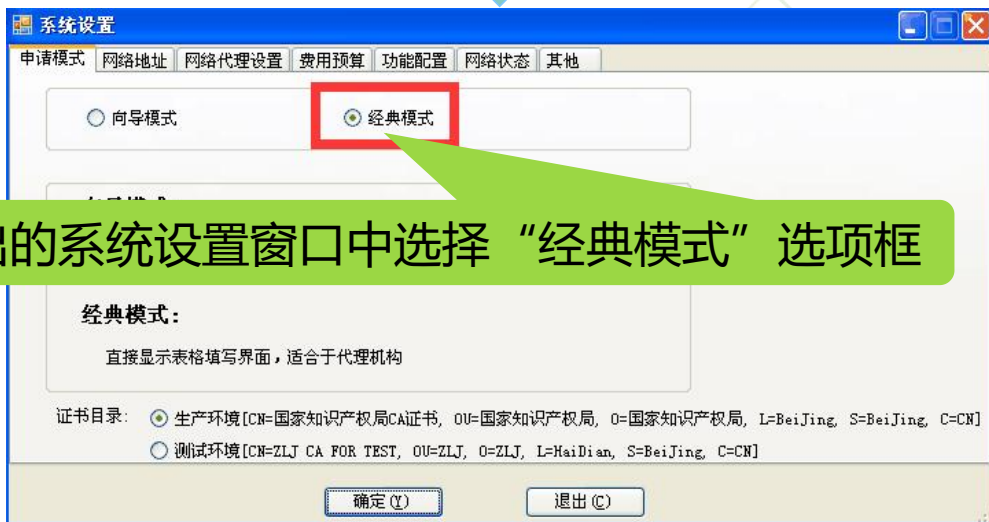 系统设置
申请模式 网络地址 网络代理设置 费用预算 功能配置 网络状态 其他
向导模式 经典模式
出的系统设置窗口中选择“经典模式”选项框
经典模式:
直接显示表格填写界面,适合于代理机构
证书目录: 生产环境[CN=国家知识产权局CA证书, OU=国家知识产权局, O=国家知识产权局, L=BeiJing, S=BeiJing, C=CN]
测试环境[CN=ZLJ CA FOR TEST, OU=ZLJ, O=ZLJ, L=HaiDian, S=BeiJing, C=CN]
确定(Y) 退出(C)